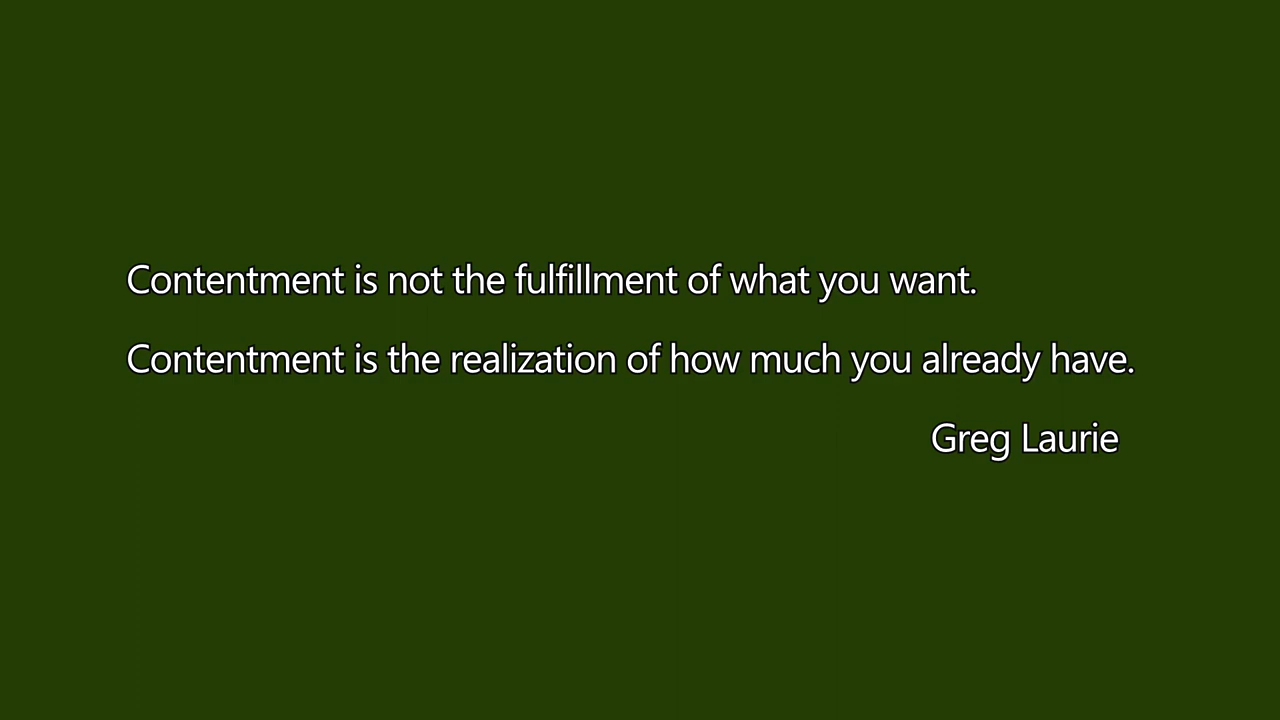 Contentment is not the fulfillment of what you want.
Contentment is the realization of how much you already have.
Greg Laurie